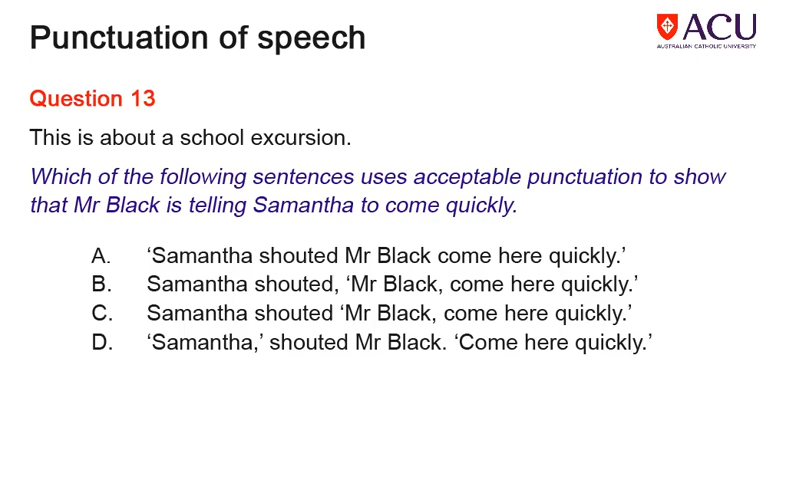 Punctuation of speech
ACU
AUSTRALIAN CATHOLIC UNIVERSITY
Question 13
This is about a school excursion.
Which of the following sentences uses acceptable punctuation to show
that Mr Black is telling Samantha to come quickly.
A. ‘Samantha shouted Mr Black come here quickly.’
B. Samantha shouted, ‘Mr Black, come here quickly.’
C. Samantha shouted ‘Mr Black, come here quickly.’
D. ‘Samantha,’ shouted Mr Black. ‘Come here quickly.’